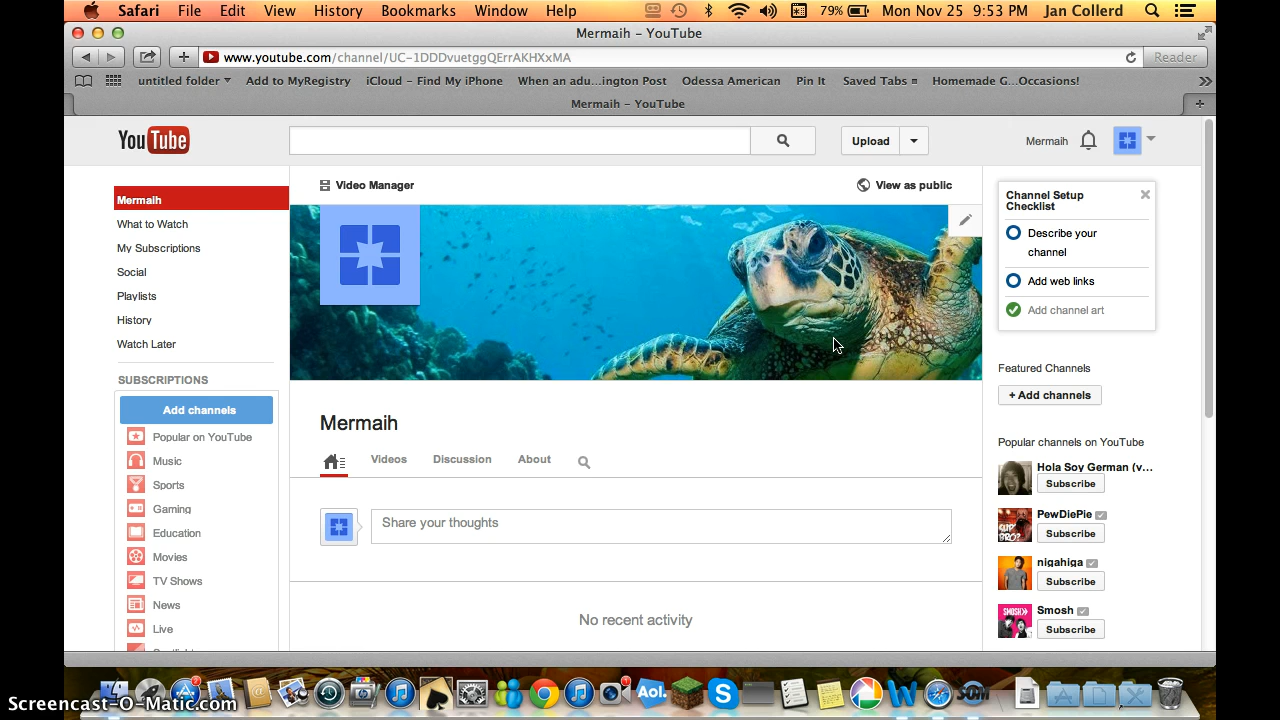 Safari File Edit View History Bookmarks Window Help 79% Mon Nov 25 9:53 PM Jan Collerd
Mermaih – YouTube
www.youtube.com/channel/UC-1DDDvuetggQErrAKHXxMA Reader
untitled folder Add to MyRegistry iCloud – Find My iPhone When an adu...ington Post Odessa American Pin It Saved Tabs Homemade G...Occasions!
Mermaih – YouTube
YouTube Upload Mermaih
Video Manager View as public
Mermaih
What to Watch
My Subscriptions
Social
Playlists
History
Watch Later
SUBSCRIPTIONS
Add channels
Popular on YouTube
Music
Sports
Gaming
Education
Movies
TV Shows
News
Live
Channel Setup
Checklist
Describe your
channel
Add web links
Add channel art
Mermaih
Videos Discussion About
Share your thoughts
No recent activity
Featured Channels
+ Add channels
Popular channels on YouTube
Hola Soy German (v...
Subscribe
PewDiePie
Subscribe
nigahiga
Subscribe
SMOSH
Smosh
Subscribe
Aol.
Screencast-O-Matic.com